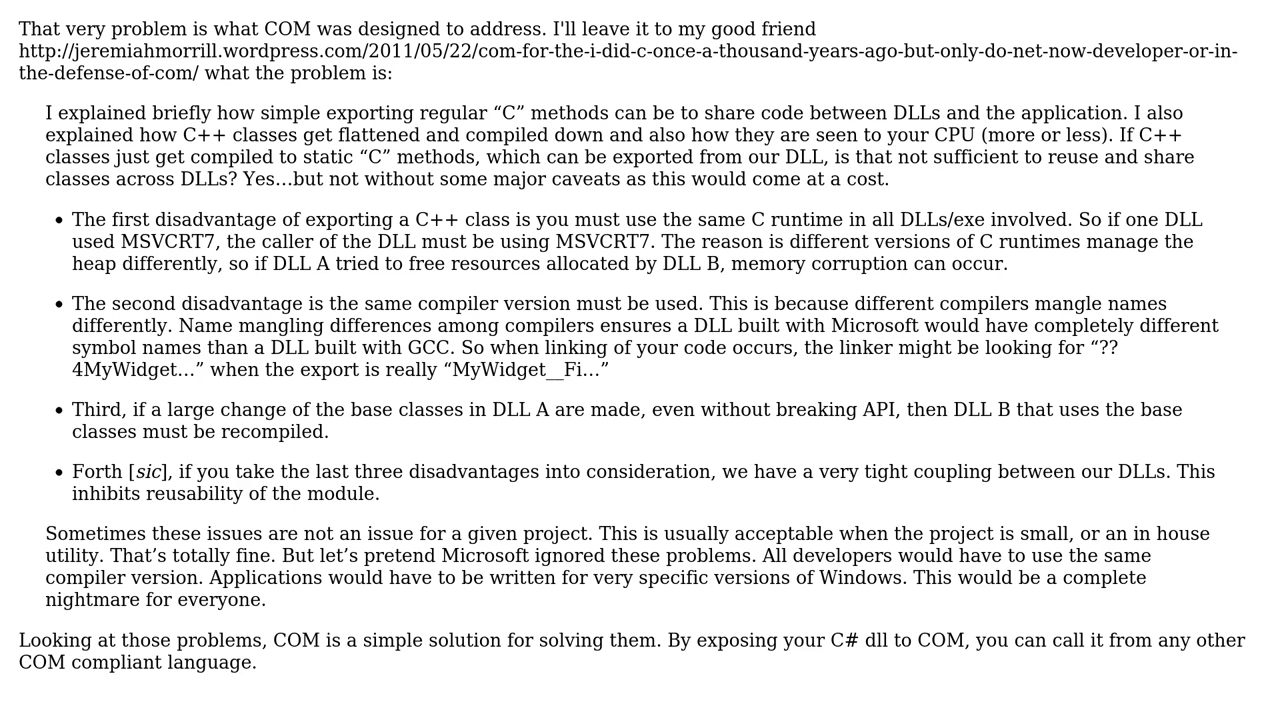 That very problem is what COM was designed to address. I'll leave it to my good friend
http://jeremiahmorrill.wordpress.com/2011/05/22/com-for-the-i-did-c-once-a-thousand-years-ago-but-only-do-net-now-developer-or-in-
the-defense-of-com/ what the problem is:
I explained briefly how simple exporting regular “C” methods can be to share code between DLLs and the application. I also
explained how C++ classes get flattened and compiled down and also how they are seen to your CPU (more or less). If C++
classes just get compiled to static “C” methods, which can be exported from our DLL, is that not sufficient to reuse and share
classes across DLLs? Yes…but not without some major caveats as this would come at a cost.
• The first disadvantage of exporting a C++ class is you must use the same C runtime in all DLLs/exe involved. So if one DLL
used MSVCRT7, the caller of the DLL must be using MSVCRT7. The reason is different versions of C runtimes manage the
heap differently, so if DLL A tried to free resources allocated by DLL B, memory corruption can occur.
• The second disadvantage is the same compiler version must be used. This is because different compilers mangle names
differently. Name mangling differences among compilers ensures a DLL built with Microsoft would have completely different
symbol names than a DLL built with GCC. So when linking of your code occurs, the linker might be looking for “??
4MyWidget…” when the export is really “MyWidget__Fi…”
• Third, if a large change of the base classes in DLL A are made, even without breaking API, then DLL B that uses the base
classes must be recompiled.
• Forth [sic], if you take the last three disadvantages into consideration, we have a very tight coupling between our DLLs. This
inhibits reusability of the module.
Sometimes these issues are not an issue for a given project. This is usually acceptable when the project is small, or an in house
utility. That’s totally fine. But let’s pretend Microsoft ignored these problems. All developers would have to use the same
compiler version. Applications would have to be written for very specific versions of Windows. This would be a complete
nightmare for everyone.
Looking at those problems, COM is a simple solution for solving them. By exposing your C# dll to COM, you can call it from any other
COM compliant language.